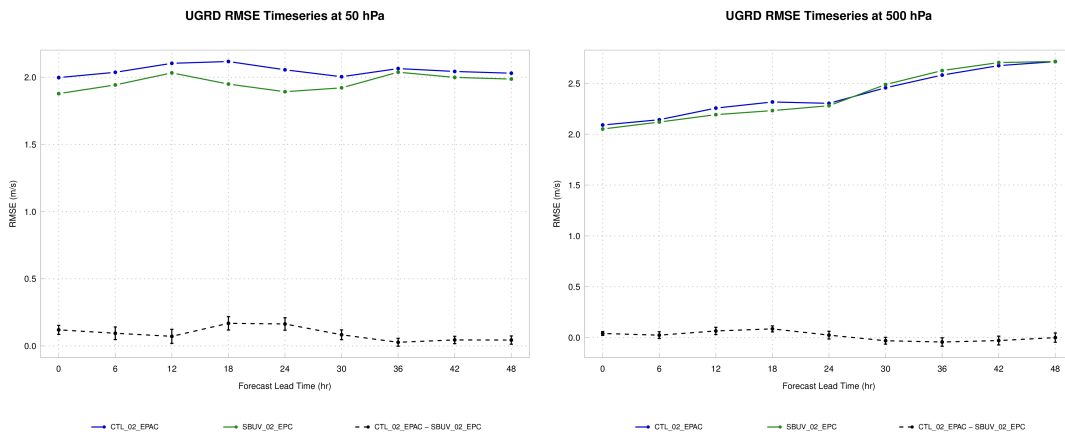 UGRD RMSE Timeseries at 50 hPa
RMSE (m/s)
2.0
1.5
1.0
0.5
0.0
0 6 12 18 24 30 36 42 48
Forecast Lead Time (hr)
CTL_02_EPAC SBUV_02_EPC CTL_02_EPAC − SBUV_02_EPC
UGRD RMSE Timeseries at 500 hPa
RMSE (m/s)
2.5
2.0
1.5
1.0
0.5
0.0
0 6 12 18 24 30 36 42 48
Forecast Lead Time (hr)
CTL_02_EPAC SBUV_02_EPC CTL_02_EPAC − SBUV_02_EPC